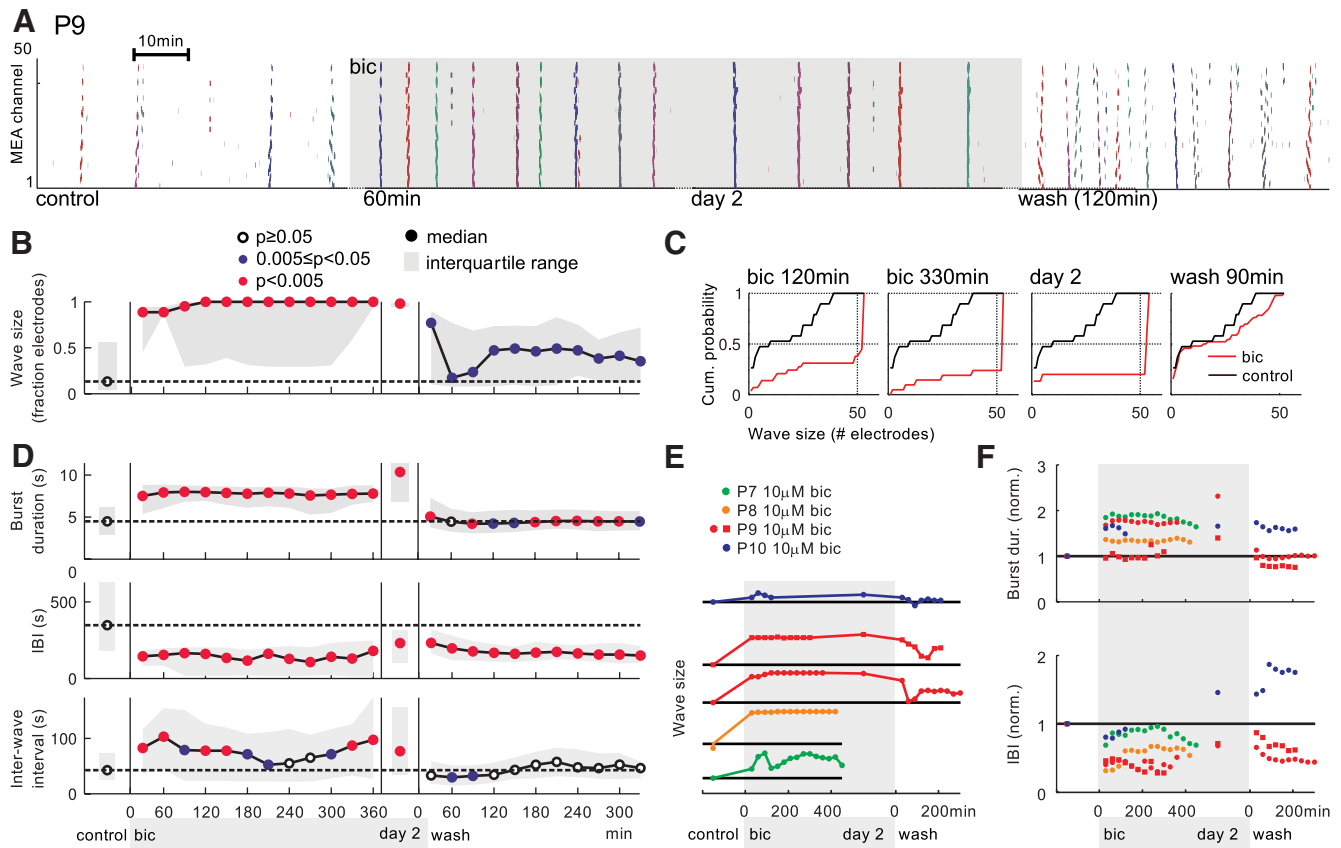 A
P9
10min
50
MEA channel
1
bic
control
60min
day 2
wash (120min)
B
p≥0.05
0.005≤p<0.05
p<0.005
median
interquartile range
Wave size
(fraction electrodes)
1
0.5
0
C
bic 120min
bic 330min
day 2
wash 90min
Cum. probability
1
0.5
0
bic
control
0
50
0
50
0
50
0
50
Wave size (# electrodes)
D
Burst
duration (s)
10
5
0
IBI (s)
500
0
Inter-wave
interval (s)
100
0
0
60
120
180
240
300
360
0
60
120
180
240
300
control
bic
day 2
wash
min
E
P7 10μM bic
P8 10μM bic
P9 10μM bic
P10 10μM bic
Wave size
0
200
400
0
200min
control
bic
day 2
wash
F
Burst dur. (norm.)
3
2
1
0
IBI (norm.)
2
1
0
0
200
400
0
200min
bic
day 2
wash